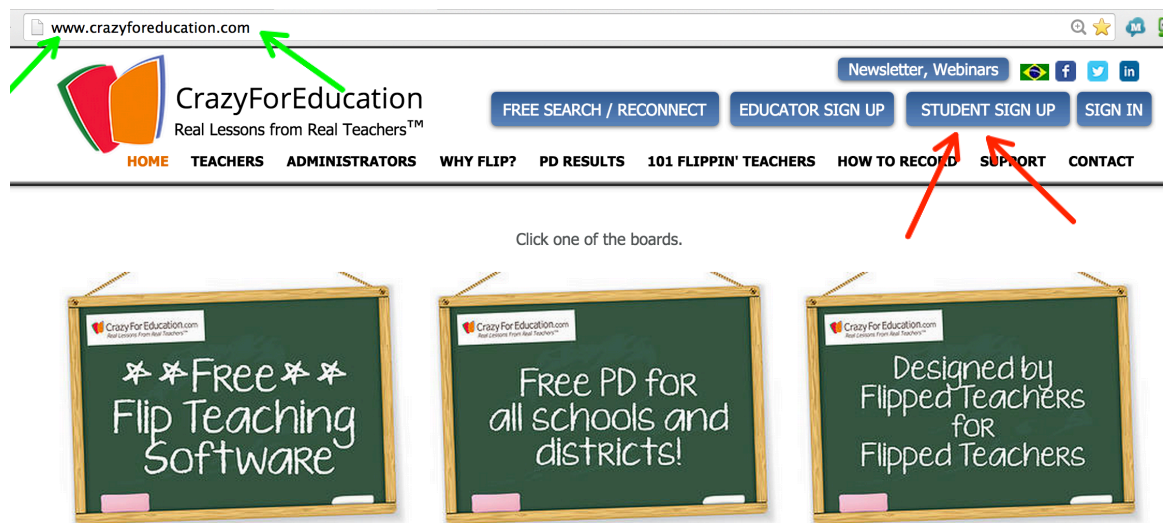 www.crazyforeducation.com
Newsletter, Webinars
CrazyForEducation
Real Lessons from Real Teachers™
FREE SEARCH / RECONNECT
EDUCATOR SIGN UP
STUDENT SIGN UP
SIGN IN
HOME TEACHERS ADMINISTRATORS WHY FLIP? PD RESULTS 101 FLIPPIN' TEACHERS HOW TO RECORD SUPPORT CONTACT
Click one of the boards.
CrazyForEducation.com
Real Lessons From Real Teachers™
**Free**
Flip Teaching
Software
CrazyForEducation.com
Real Lessons From Real Teachers™
Free PD for
all schools and
districts!
CrazyForEducation.com
Real Lessons From Real Teachers™
Designed by
Flipped Teachers
for
Flipped Teachers